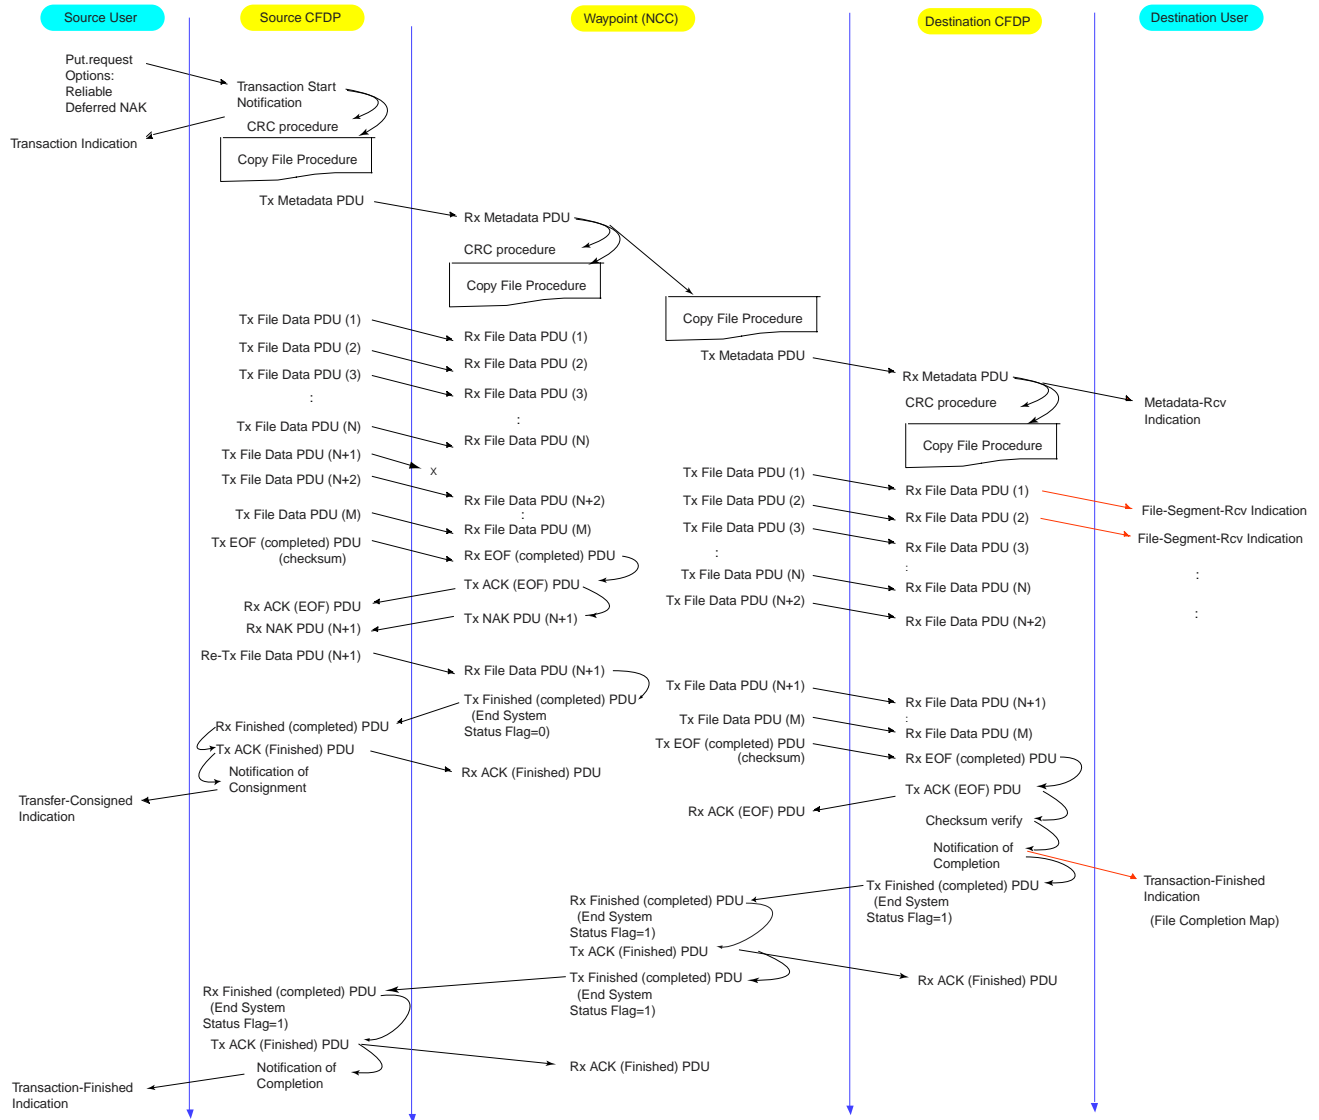 Source User
Source CFDP
Waypoint (NCC)
Destination CFDP
Destination User
Put.request
Options:
Reliable
Deferred NAK
Transaction Start
Notification
CRC procedure
Transaction Indication
Copy File Procedure
Tx Metadata PDU
Rx Metadata PDU
CRC procedure
Copy File Procedure
Copy File Procedure
Tx File Data PDU (1)
Rx File Data PDU (1)
Tx File Data PDU (2)
Rx File Data PDU (2)
Tx Metadata PDU
Rx Metadata PDU
Tx File Data PDU (3)
Rx File Data PDU (3)
:
CRC procedure
Metadata-Rcv
Indication
:
Tx File Data PDU (N)
Rx File Data PDU (N)
Copy File Procedure
Tx File Data PDU (N+1)
x
Tx File Data PDU (N+2)
Rx File Data PDU (N+2)
:
Tx File Data PDU (1)
Rx File Data PDU (1)
File-Segment-Rcv Indication
Tx File Data PDU (2)
Rx File Data PDU (2)
File-Segment-Rcv Indication
Tx File Data PDU (M)
Rx File Data PDU (M)
Tx File Data PDU (3)
Rx File Data PDU (3)
Tx EOF (completed) PDU
(checksum)
Rx EOF (completed) PDU
:
:
:
Tx ACK (EOF) PDU
Tx File Data PDU (N)
Rx File Data PDU (N)
Rx ACK (EOF) PDU
Tx File Data PDU (N+2)
Rx File Data PDU (N+2)
:
Tx NAK PDU (N+1)
Rx NAK PDU (N+1)
Re-Tx File Data PDU (N+1)
Rx File Data PDU (N+1)
Tx File Data PDU (N+1)
Rx File Data PDU (N+1)
Tx Finished (completed) PDU
(End System
Status Flag=0)
:
Rx Finished (completed) PDU
Tx File Data PDU (M)
Rx File Data PDU (M)
Tx ACK (Finished) PDU
Tx EOF (completed) PDU
(checksum)
Rx EOF (completed) PDU
Rx ACK (Finished) PDU
Notification of
Consignment
Transfer-Consigned
Indication
Tx ACK (EOF) PDU
Rx ACK (EOF) PDU
Checksum verify
Notification of
Completion
Transaction-Finished
Indication
(File Completion Map)
Tx Finished (completed) PDU
(End System
Status Flag=1)
Rx Finished (completed) PDU
(End System
Status Flag=1)
Tx ACK (Finished) PDU
Rx ACK (Finished) PDU
Tx Finished (completed) PDU
(End System
Status Flag=1)
Rx Finished (completed) PDU
(End System
Status Flag=1)
Tx ACK (Finished) PDU
Rx ACK (Finished) PDU
Notification of
Completion
Transaction-Finished
Indication